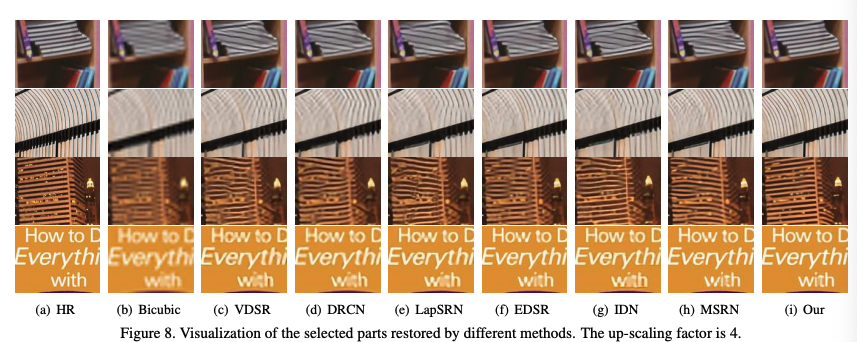 How to D How to D How to D How to D How to D How to D How to D How to D How to D
Everythi Everythi Everythi Everythi Everythi Everythi Everythi Everythi Everythi
with with with with with with with with with
(a) HR (b) Bicubic (c) VDSR (d) DRCN (e) LapSRN (f) EDSR (g) IDN (h) MSRN (i) Our
Figure 8. Visualization of the selected parts restored by different methods. The up-scaling factor is 4.